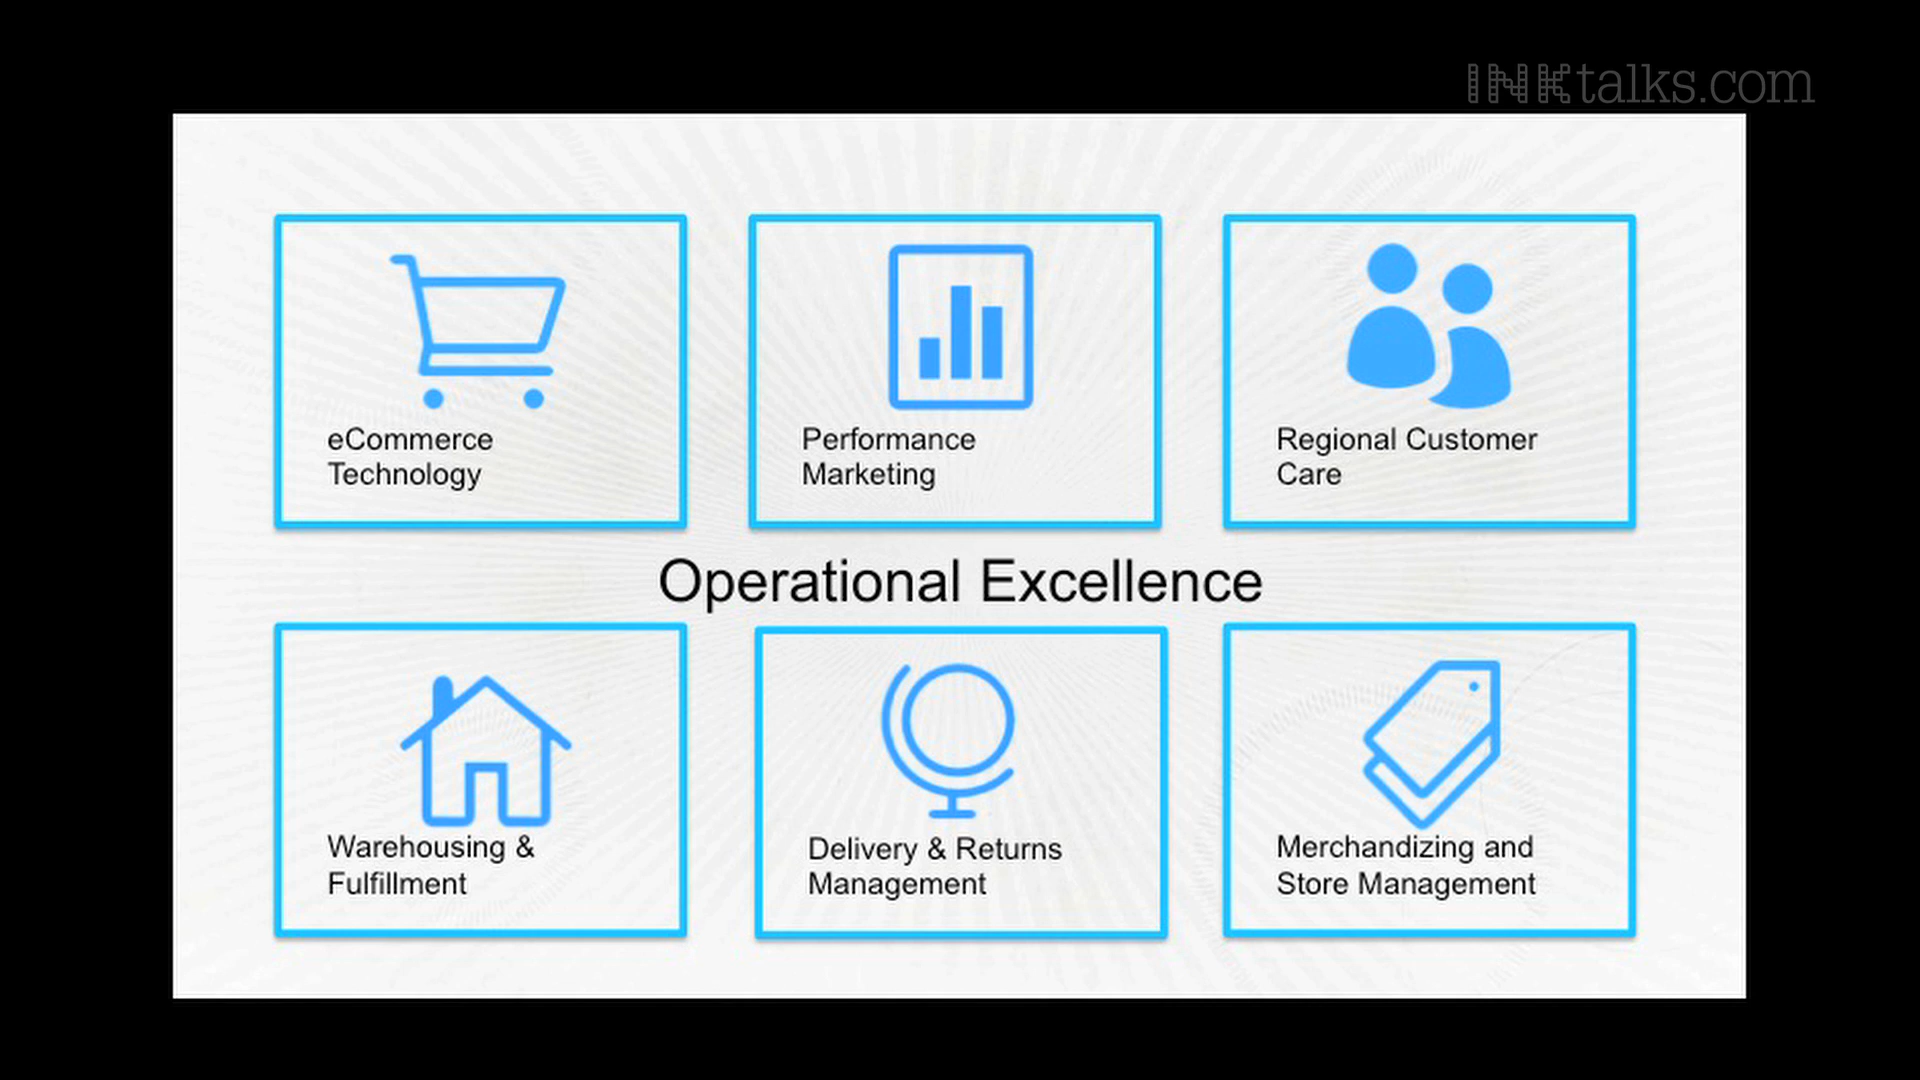 INKtalks.com
eCommerce
Technology
Performance
Marketing
Regional Customer
Care
Operational Excellence
Warehousing &
Fulfillment
Delivery & Returns
Management
Merchandizing and
Store Management